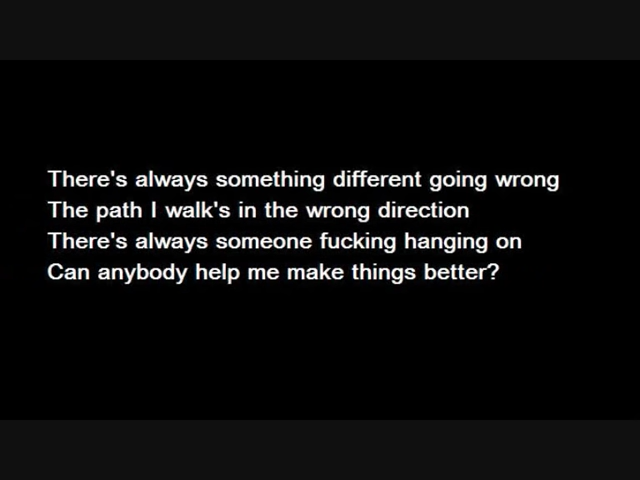 There's always something different going wrong
The path I walk's in the wrong direction
There's always someone fucking hanging on
Can anybody help me make things better?